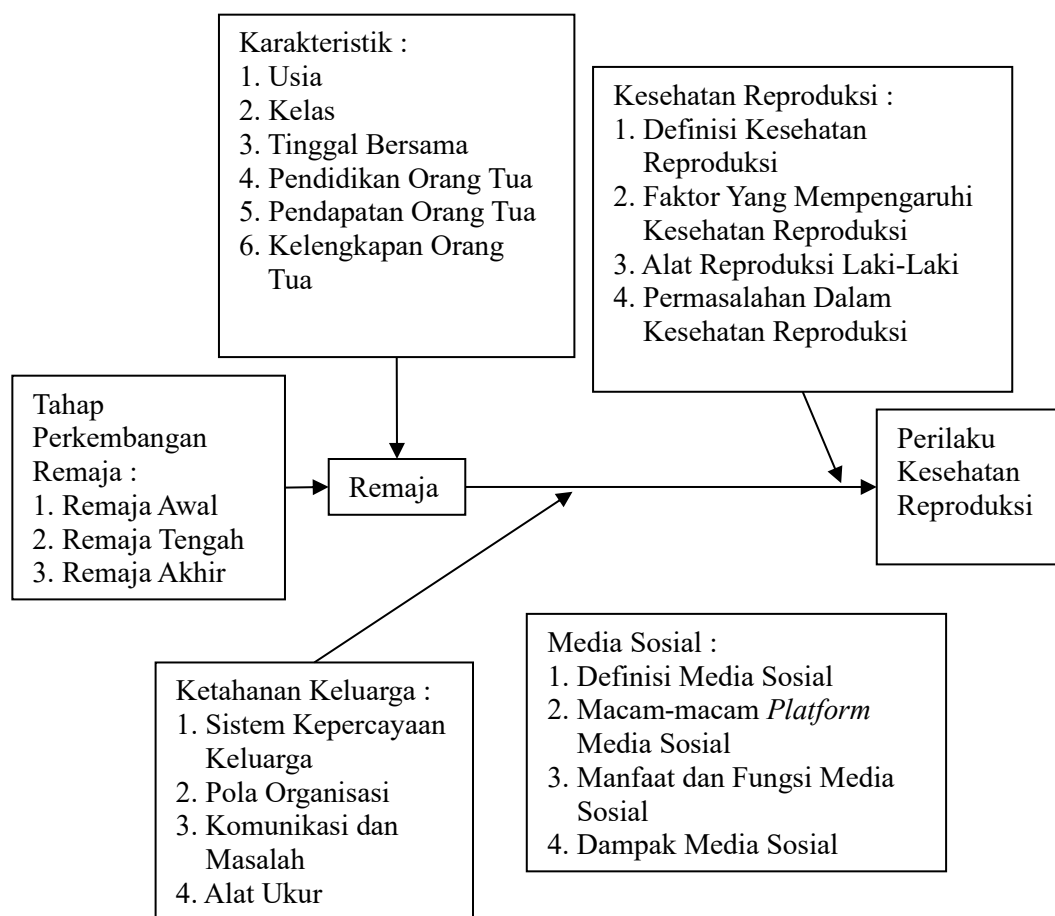 Karakteristik :
1. Usia
2. Kelas
3. Tinggal Bersama
4. Pendidikan Orang Tua
5. Pendapatan Orang Tua
6. Kelengkapan Orang
Tua
Kesehatan Reproduksi :
1. Definisi Kesehatan
Reproduksi
2. Faktor Yang Mempengaruhi
Kesehatan Reproduksi
3. Alat Reproduksi Laki-Laki
4. Permasalahan Dalam
Kesehatan Reproduksi
Tahap
Perkembangan
Remaja :
1. Remaja Awal
2. Remaja Tengah
3. Remaja Akhir
Remaja
Perilaku
Kesehatan
Reproduksi
Ketahanan Keluarga :
1. Sistem Kepercayaan
Keluarga
2. Pola Organisasi
3. Komunikasi dan
Masalah
4. Alat Ukur
Media Sosial :
1. Definisi Media Sosial
2. Macam-macam Platform
Media Sosial
3. Manfaat dan Fungsi Media
Sosial
4. Dampak Media Sosial